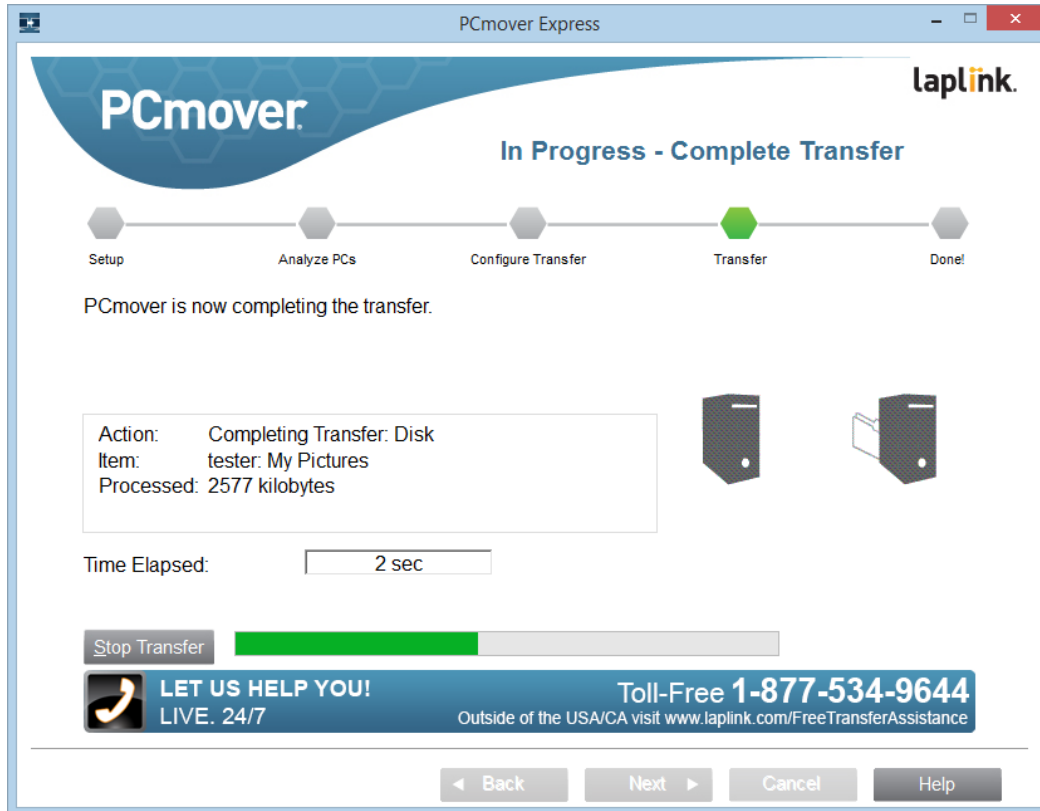 PCmover Express
PCmover
laplink.
In Progress - Complete Transfer
Setup
Analyze PCs
Configure Transfer
Transfer
Done!
PCmover is now completing the transfer.
Action: Completing Transfer: Disk
Item: tester: My Pictures
Processed: 2577 kilobytes
Time Elapsed: 2 sec
Stop Transfer
LET US HELP YOU!
LIVE. 24/7
Toll-Free 1-877-534-9644
Outside of the USA/CA visit www.laplink.com/FreeTransferAssistance
Back
Next
Cancel
Help